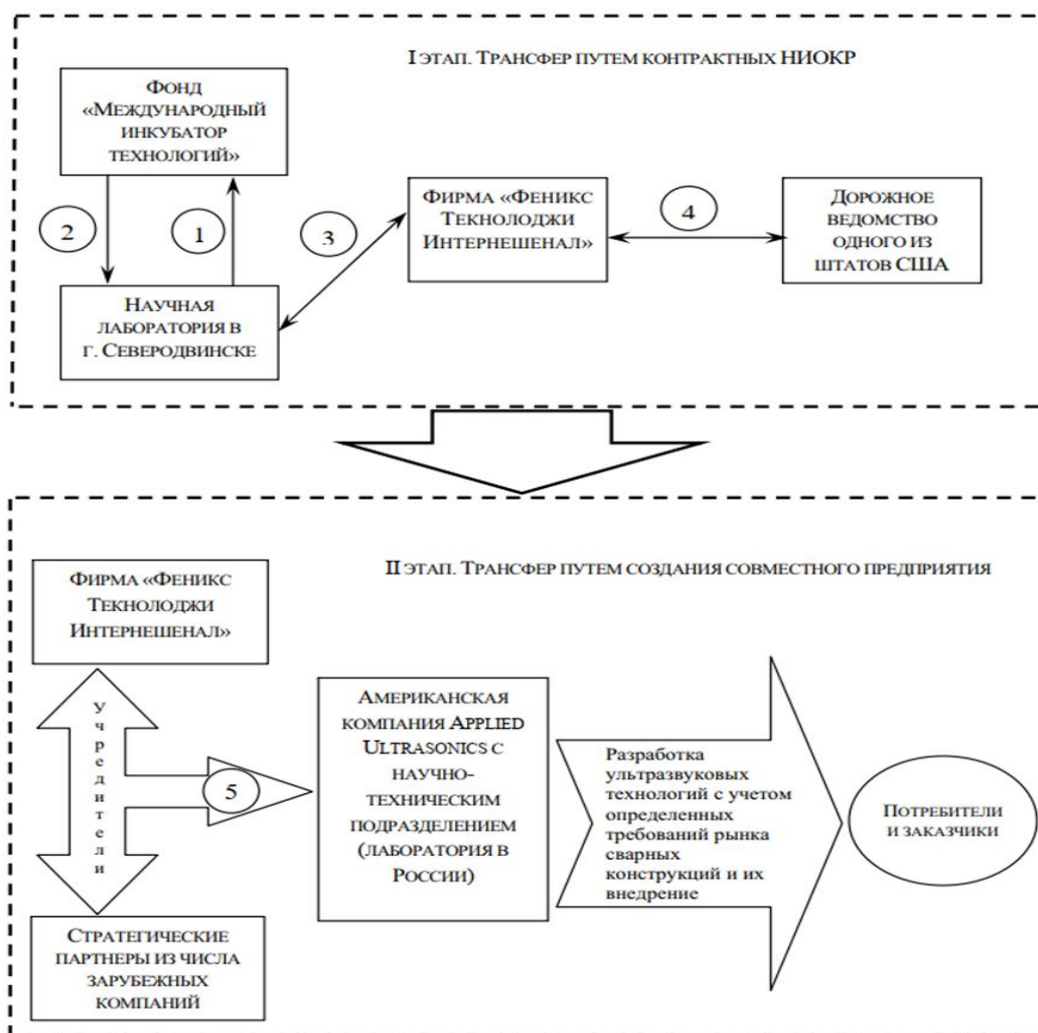 I ЭТАП. ТРАНСФЕР ПУТЕМ КОНТРАКТНЫХ НИОКР
ФОНД
«МЕЖДУНАРОДНЫЙ
ИНКУБАТОР
ТЕХНОЛОГИЙ»
2
1
3
ФИРМА «ФЕНИКС
ТЕКНОЛОДЖИ
ИНТЕРНЕШЕНАЛ»
4
ДОРОЖНОЕ
ВЕДОМСТВО
ОДНОГО ИЗ
ШТАТОВ США
НАУЧНАЯ
ЛАБОРАТОРИЯ В
Г. СЕВЕРОДВИНСКЕ
II ЭТАП. ТРАНСФЕР ПУТЕМ СОЗДАНИЯ СОВМЕСТНОГО ПРЕДПРИЯТИЯ
ФИРМА «ФЕНИКС
ТЕКНОЛОДЖИ
ИНТЕРНЕШЕНАЛ»
Учредители
5
АМЕРИКАНСКАЯ
КОМПАНИЯ APPLIED
ULTRASONICS С
НАУЧНО-
ТЕХНИЧЕСКИМ
ПОДРАЗДЕЛЕНИЕМ
(ЛАБОРАТОРИЯ В
РОССИИ)
Разработка
ультразвуковых
технологий с учетом
определенных
требований рынка
сварных
конструкций и их
внедрение
ПОТРЕБИТЕЛИ
И ЗАКАЗЧИКИ
СТРАТЕГИЧЕСКИЕ
ПАРТНЕРЫ ИЗ ЧИСЛА
ЗАРУБЕЖНЫХ
КОМПАНИЙ